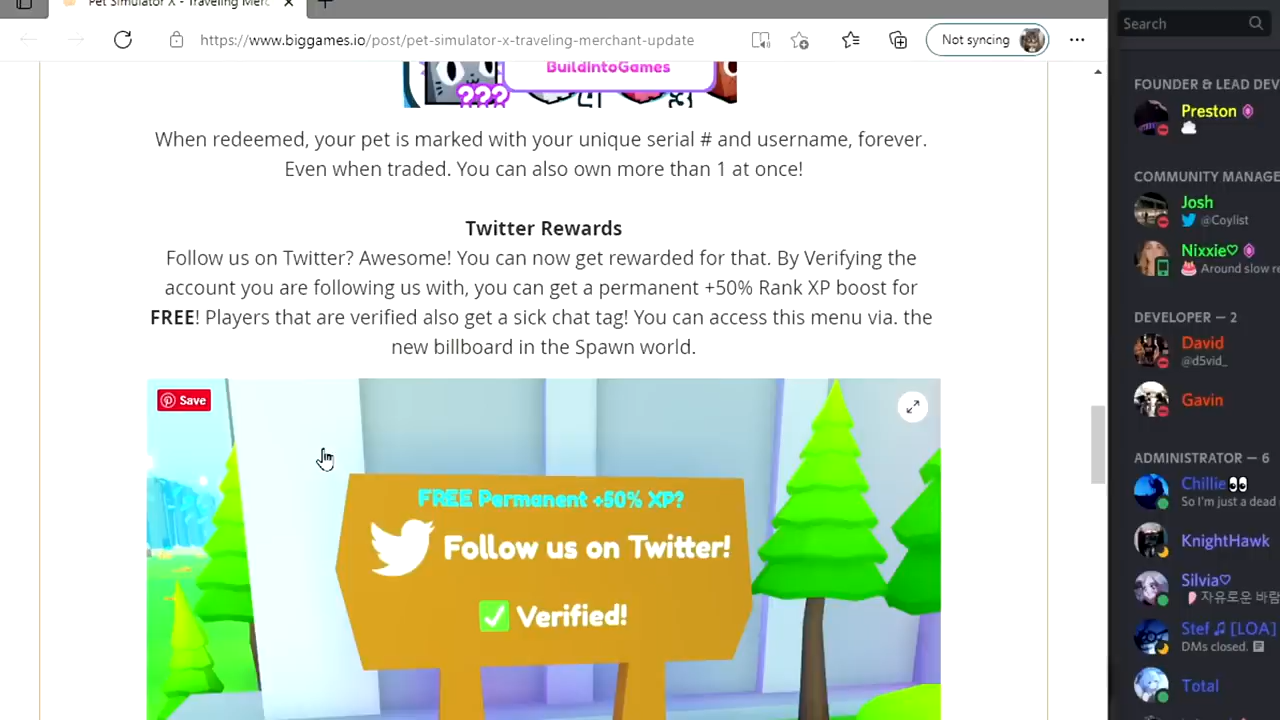 Pet Simulator X - Traveling Merc
Search
https://www.biggames.io/post/pet-simulator-x-traveling-merchant-update
Not syncing
BuildIntoGames
???
When redeemed, your pet is marked with your unique serial # and username, forever.
Even when traded. You can also own more than 1 at once!
Twitter Rewards
Follow us on Twitter? Awesome! You can now get rewarded for that. By Verifying the
account you are following us with, you can get a permanent +50% Rank XP boost for
FREE! Players that are verified also get a sick chat tag! You can access this menu via. the
new billboard in the Spawn world.
Save
FREE Permanent +50% XP?
Follow us on Twitter!
✅ Verified!
FOUNDER & LEAD DEV
Preston
COMMUNITY MANAGE
Josh
@Coylist
Nixxie♡
Around slow re
DEVELOPER — 2
David
@d5vid_
Gavin
ADMINISTRATOR — 6
Chillie👀
So I'm just a dead
KnightHawk
Silvia♡
자유로운 바람
Stef ♫ [LOA]
DMs closed.
Total